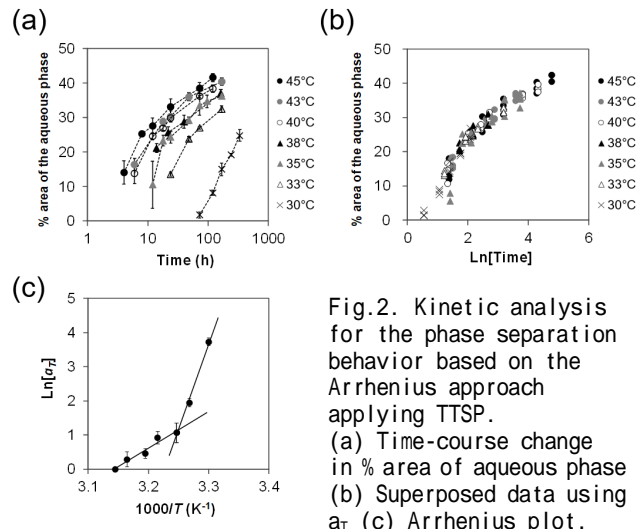 (a)
% area of the aqueous phase
50
40
30
20
10
0
1 10 100 1000
Time (h)
45°C
43°C
40°C
38°C
35°C
33°C
30°C
(b)
% area of the aqueous phase
50
40
30
20
10
0
0 2 4 6
Ln[Time]
45°C
43°C
40°C
38°C
35°C
33°C
30°C
(c)
Ln[aT]
5
4
3
2
1
0
3.1 3.2 3.3 3.4
1000/T (K⁻¹)
Fig.2. Kinetic analysis
for the phase separation
behavior based on the
Arrhenius approach
applying TTSP.
(a) Time-course change
in % area of aqueous phase
(b) Superposed data using
aT (c) Arrhenius plot.